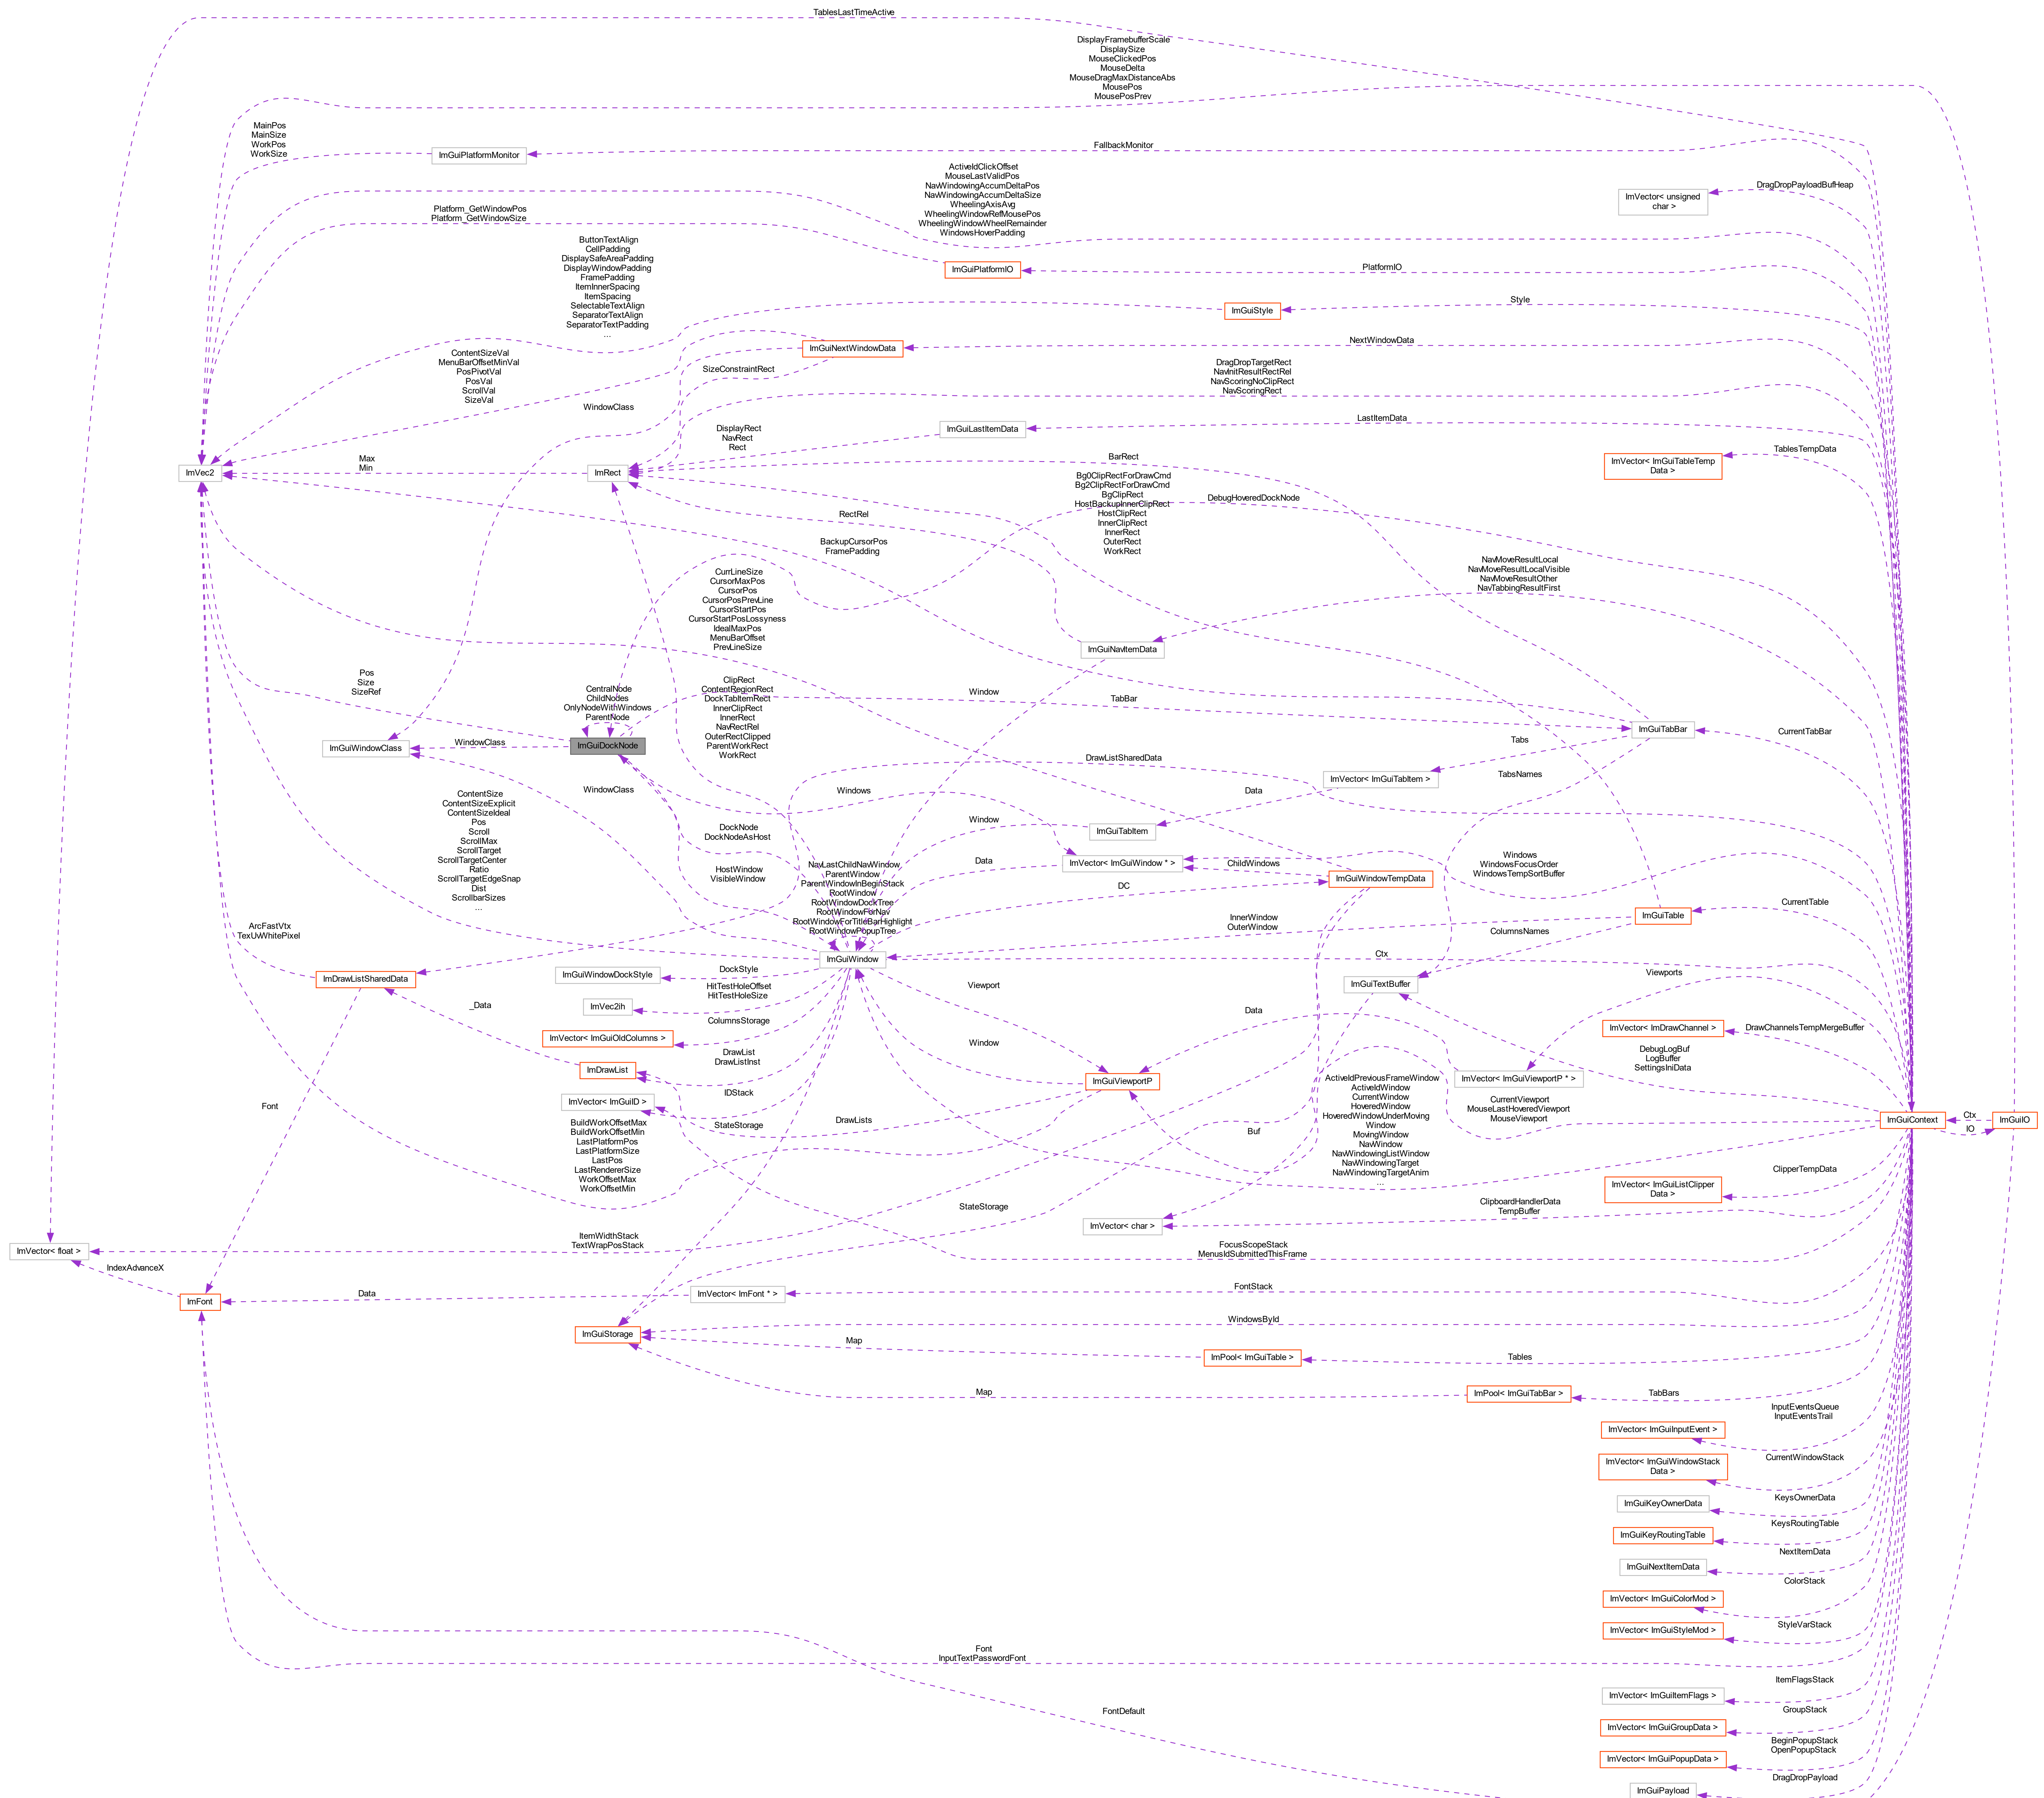 TablesLastTimeActive
DisplayFramebufferScale
DisplaySize
MouseClickedPos
MouseDelta
MouseDragMaxDistanceAbs
MousePos
MousePosPrev
MainPos
MainSize
WorkPos
WorkSize
ImGuiPlatformMonitor
FallbackMonitor
ActiveIdClickOffset
MouseLastValidPos
NavWindowingAccumDeltaPos
NavWindowingAccumDeltaSize
WheelingAxisAvg
WheelingWindowRefMousePos
WheelingWindowWheelRemainder
WindowsHoverPadding
DragDropPayloadBufHeap
ImVector< unsigned
char >
Platform_GetWindowPos
Platform_GetWindowSize
ImGuiPlatformIO
PlatformIO
ButtonTextAlign
CellPadding
DisplaySafeAreaPadding
DisplayWindowPadding
FramePadding
ItemInnerSpacing
ItemSpacing
SelectableTextAlign
SeparatorTextAlign
SeparatorTextPadding
...
ImGuiStyle
Style
ImGuiNextWindowData
NextWindowData
ContentSizeVal
MenuBarOffsetMinVal
PosPivotVal
PosVal
ScrollVal
SizeVal
SizeConstraintRect
WindowClass
DragDropTargetRect
NavInitResultRectRel
NavScoringNoClipRect
NavScoringRect
ImGuiLastItemData
LastItemData
DisplayRect
NavRect
Rect
ImVec2
Max
Min
ImRect
BarRect
ImVector< ImGuiTableTemp
Data >
TablesTempData
Bg0ClipRectForDrawCmd
Bg2ClipRectForDrawCmd
BgClipRect
HostBackupInnerClipRect
HostClipRect
InnerClipRect
InnerRect
OuterRect
WorkRect
DebugHoveredDockNode
RectRel
BackupCursorPos
FramePadding
CurrLineSize
CursorMaxPos
CursorPos
CursorPosPrevLine
CursorStartPos
CursorStartPosLossyness
IdealMaxPos
MenuBarOffset
PrevLineSize
NavMoveResultLocal
NavMoveResultLocalVisible
NavMoveResultOther
NavTabbingResultFirst
ImGuiNavItemData
Pos
Size
SizeRef
CentralNode
ChildNodes
OnlyNodeWithWindows
ParentNode
ClipRect
ContentRegionRect
DockTabItemRect
InnerClipRect
InnerRect
NavRectRel
OuterRectClipped
ParentWorkRect
WorkRect
Window
TabBar
ImGuiTabBar
CurrentTabBar
ImGuiWindowClass
WindowClass
ImGuiDockNode
Tabs
DrawListSharedData
TabsNames
ImVector< ImGuiTabItem >
Data
WindowClass
Windows
ContentSize
ContentSizeExplicit
ContentSizeIdeal
Pos
Scroll
ScrollMax
ScrollTarget
ScrollTargetCenter
Ratio
ScrollTargetEdgeSnap
Dist
ScrollbarSizes
...
DockNode
DockNodeAsHost
Window
ImGuiTabItem
HostWindow
VisibleWindow
NavLastChildNavWindow
ParentWindow
ParentWindowInBeginStack
RootWindow
RootWindowDockTree
RootWindowForNav
RootWindowForTitleBarHighlight
RootWindowPopupTree
Data
ImVector< ImGuiWindow * >
ChildWindows
DC
ImGuiWindowTempData
Windows
WindowsFocusOrder
WindowsTempSortBuffer
InnerWindow
OuterWindow
ImGuiTable
CurrentTable
ColumnsNames
ArcFastVtx
TexUvWhitePixel
ImGuiWindow
Ctx
ImDrawListSharedData
ImGuiWindowDockStyle
DockStyle
Viewport
ImGuiTextBuffer
Viewports
ImVec2ih
HitTestHoleOffset
HitTestHoleSize
_Data
ColumnsStorage
ImVector< ImGuiOldColumns >
Data
ImVector< ImDrawChannel >
DrawChannelsTempMergeBuffer
DrawList
DrawListInst
Window
DebugLogBuf
LogBuffer
SettingsIniData
ImDrawList
ImGuiViewportP
ImVector< ImGuiViewportP * >
ImVector< ImGuiID >
IDStack
ActiveIdPreviousFrameWindow
ActiveIdWindow
CurrentWindow
HoveredWindow
HoveredWindowUnderMoving
Window
MovingWindow
NavWindow
NavWindowingListWindow
NavWindowingTarget
NavWindowingTargetAnim
...
CurrentViewport
MouseLastHoveredViewport
MouseViewport
ImGuiContext
Ctx
IO
ImGuiIO
Font
BuildWorkOffsetMax
BuildWorkOffsetMin
LastPlatformPos
LastPlatformSize
LastPos
LastRendererSize
WorkOffsetMax
WorkOffsetMin
StateStorage
DrawLists
Buf
ClipperTempData
ImVector< ImGuiListClipper
Data >
StateStorage
ImVector< char >
ClipboardHandlerData
TempBuffer
ImVector< float >
ItemWidthStack
TextWrapPosStack
FocusScopeStack
MenusIdSubmittedThisFrame
IndexAdvanceX
ImFont
Data
ImVector< ImFont * >
FontStack
ImGuiStorage
WindowsById
Map
ImPool< ImGuiTable >
Tables
Map
ImPool< ImGuiTabBar >
TabBars
InputEventsQueue
InputEventsTrail
ImVector< ImGuiInputEvent >
CurrentWindowStack
ImVector< ImGuiWindowStack
Data >
KeysOwnerData
ImGuiKeyOwnerData
KeysRoutingTable
ImGuiKeyRoutingTable
NextItemData
ImGuiNextItemData
ColorStack
ImVector< ImGuiColorMod >
StyleVarStack
ImVector< ImGuiStyleMod >
Font
InputTextPasswordFont
ItemFlagsStack
ImVector< ImGuiItemFlags >
GroupStack
ImVector< ImGuiGroupData >
FontDefault
BeginPopupStack
OpenPopupStack
ImVector< ImGuiPopupData >
DragDropPayload
ImGuiPayload